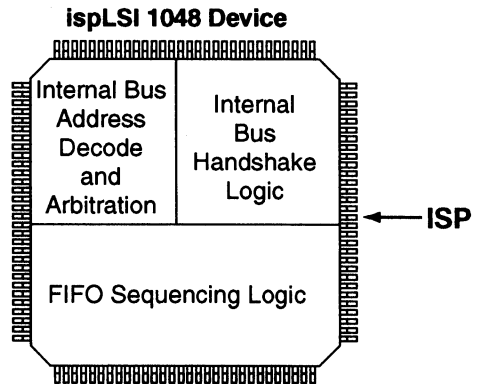 ispLSI 1048 Device
Internal Bus
Address
Decode
and
Arbitration
Internal
Bus
Handshake
Logic
ISP
FIFO Sequencing Logic